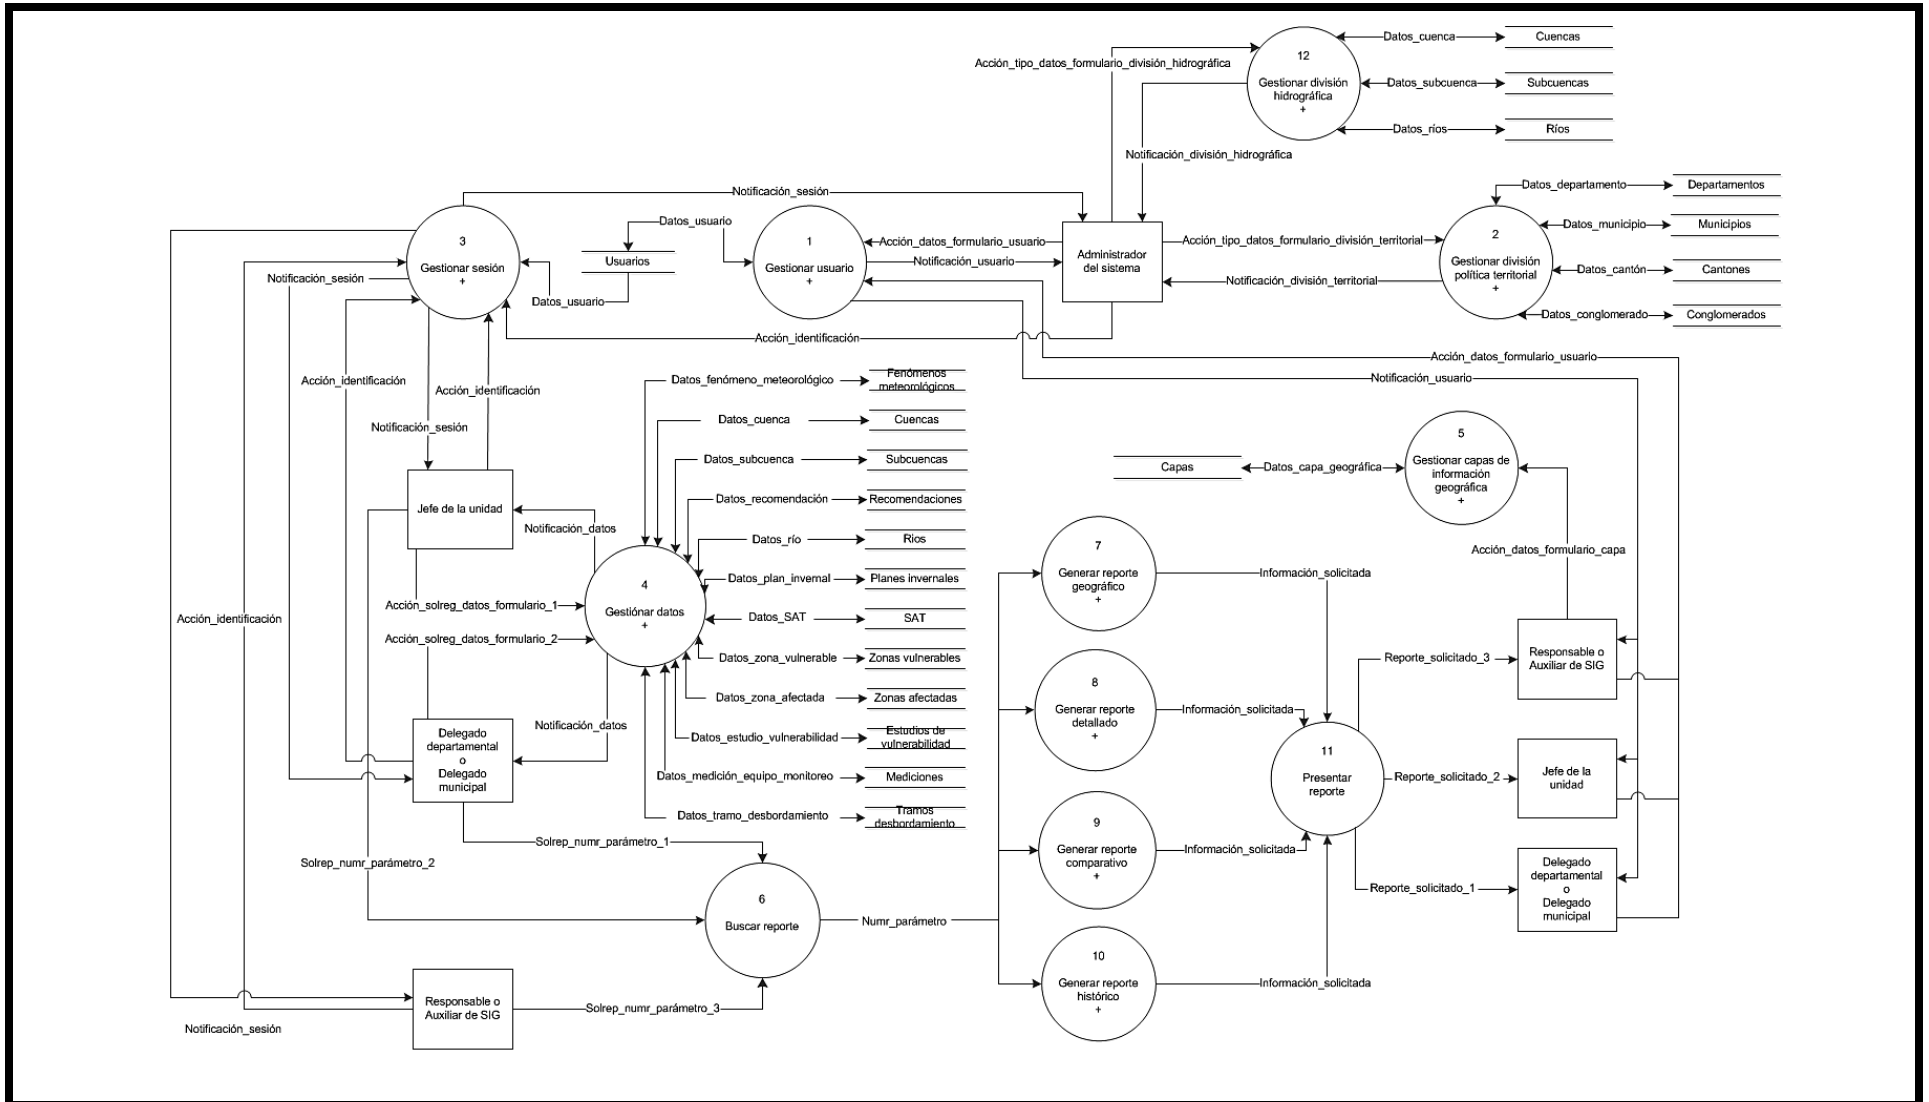 12
Gestionar división
hidrográfica
+
Datos_cuenca
Cuencas
Datos_subcuenca
Subcuencas
Datos_ríos
Ríos
Acción_tipo_datos_formulario_división_hidrográfica
Notificación_división_hidrográfica
Notificación_sesión
3
Gestionar sesión
+
Datos_usuario
Usuarios
Datos_usuario
1
Gestionar usuario
+
Acción_datos_formulario_usuario
Notificación_usuario
Administrador
del sistema
Acción_tipo_datos_formulario_división_territorial
Notificación_división_territorial
2
Gestionar división
política territorial
+
Datos_departamento
Departamentos
Datos_municipio
Municipios
Datos_cantón
Cantones
Datos_conglomerado
Conglomerados
Notificación_sesión
Acción_identificación
Acción_datos_formulario_usuario
Notificación_usuario
Acción_identificación
Acción_identificación
Notificación_sesión
Jefe de la unidad
Notificación_datos
Datos_fenómeno_meteorológico
Fenómenos
meteorológicos
Datos_cuenca
Cuencas
Datos_subcuenca
Subcuencas
Datos_recomendación
Recomendaciones
Datos_río
Rios
Datos_plan_invernal
Planes invernales
Datos_SAT
SAT
Datos_zona_vulnerable
Zonas vulnerables
Datos_zona_afectada
Zonas afectadas
Datos_estudio_vulnerabilidad
Estudios de
vulnerabilidad
Datos_medición_equipo_monitoreo
Mediciones
Datos_tramo_desbordamiento
Tramos
desbordamiento
4
Gestiónar datos
+
Acción_solreg_datos_formulario_1
Acción_solreg_datos_formulario_2
Acción_identificación
Notificación_datos
Delegado
departamental
o
Delegado
municipal
Solrep_numr_parámetro_1
Solrep_numr_parámetro_2
6
Buscar reporte
Numr_parámetro
Responsable o
Auxiliar de SIG
Solrep_numr_parámetro_3
Notificación_sesión
Capas
Datos_capa_geográfica
5
Gestionar capas de
información
geográfica
+
Acción_datos_formulario_capa
7
Generar reporte
geográfico
+
Información_solicitada
8
Generar reporte
detallado
+
Información_solicitada
9
Generar reporte
comparativo
+
Información_solicitada
10
Generar reporte
histórico
+
Información_solicitada
11
Presentar
reporte
Reporte_solicitado_3
Responsable o
Auxiliar de SIG
Reporte_solicitado_2
Jefe de la
unidad
Reporte_solicitado_1
Delegado
departamental
o
Delegado
municipal